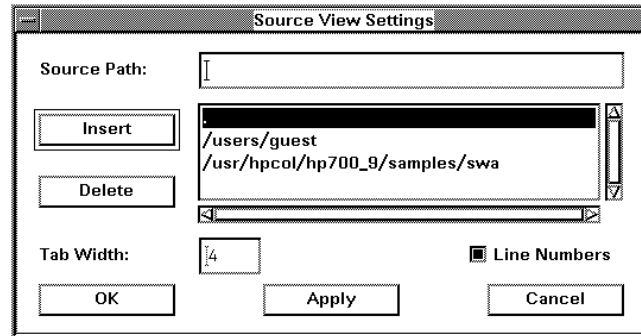 Source View Settings
Source Path:
Insert
.
/users/guest
/usr/hpcol/hp700_9/samples/swa
Delete
Tab Width:
4
Line Numbers
OK
Apply
Cancel